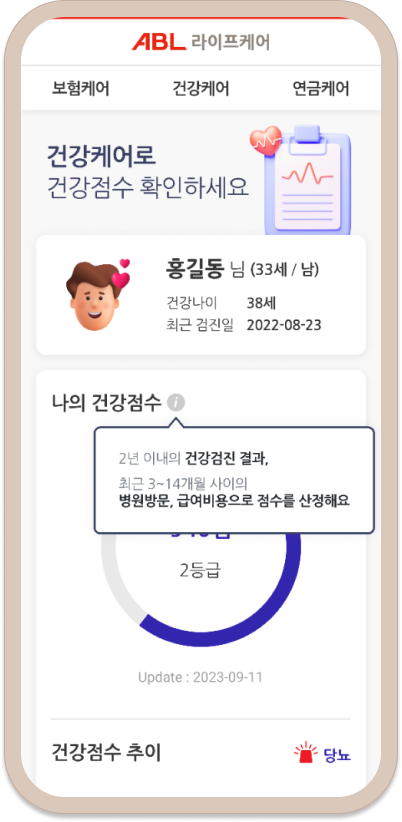 ABL 라이프케어
보험케어 건강케어 연금케어
건강케어로
건강점수 확인하세요
홍길동 님 (33세 / 남)
건강나이 38세
최근 검진일 2022-08-23
나의 건강점수 i
2년 이내의 건강검진 결과,
최근 3~14개월 사이의
병원방문, 급여비용으로 점수를 산정해요
2등급
Update : 2023-09-11
건강점수 추이 당뇨